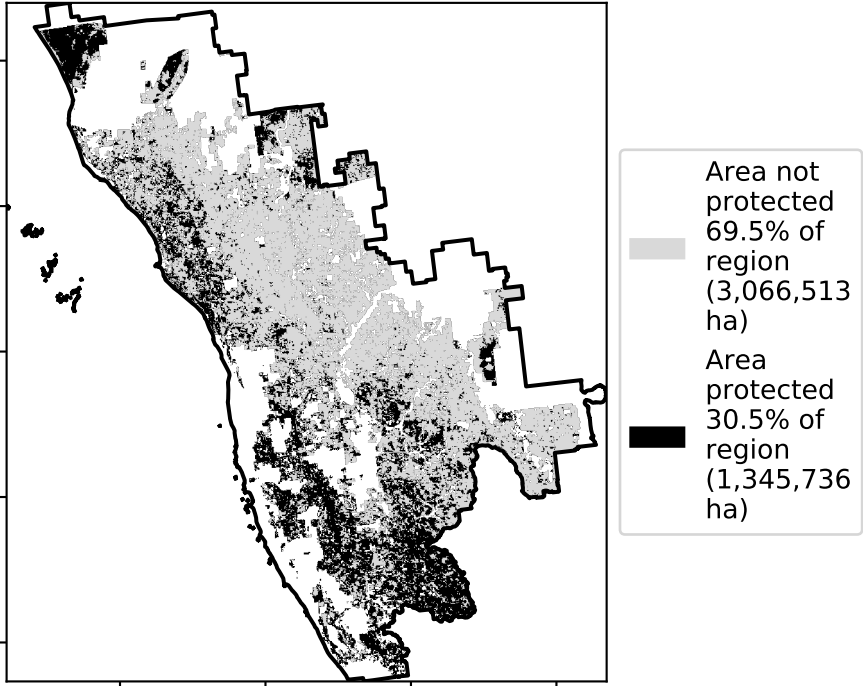 Area not
protected
69.5% of
region
(3,066,513
ha)
Area
protected
30.5% of
region
(1,345,736
ha)